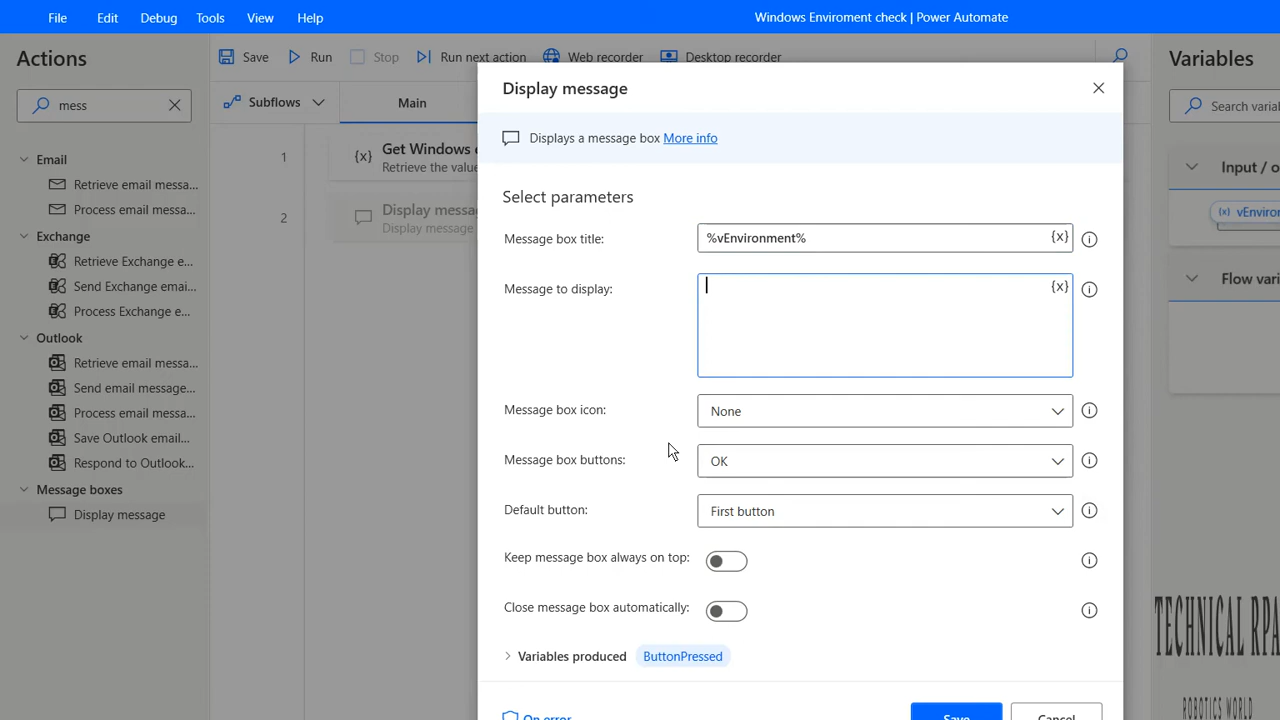 File Edit Debug Tools View Help Windows Enviroment check | Power Automate
Actions Save Run Stop Run next action Web recorder Desktop recorder Variables
mess
Subflows Main
Search variab
Email
Retrieve email messa...
Process email messa...
Exchange
Retrieve Exchange e...
Send Exchange emai...
Process Exchange e...
Outlook
Retrieve email messa...
Send email message...
Process email messa...
Save Outlook email...
Respond to Outlook...
Message boxes
Display message
1 {x} Get Windows
Retrieve the value
2 Display messa
Display message
Display message
Displays a message box More info
Select parameters
Message box title: %vEnvironment% {x}
Message to display: {x}
Message box icon: None
Message box buttons: OK
Default button: First button
Keep message box always on top:
Close message box automatically:
Variables produced ButtonPressed
On error Save Cancel
Input / o
{x} vEnviron
Flow vari
TECHNICAL RPA
ROBOTICS WORLD